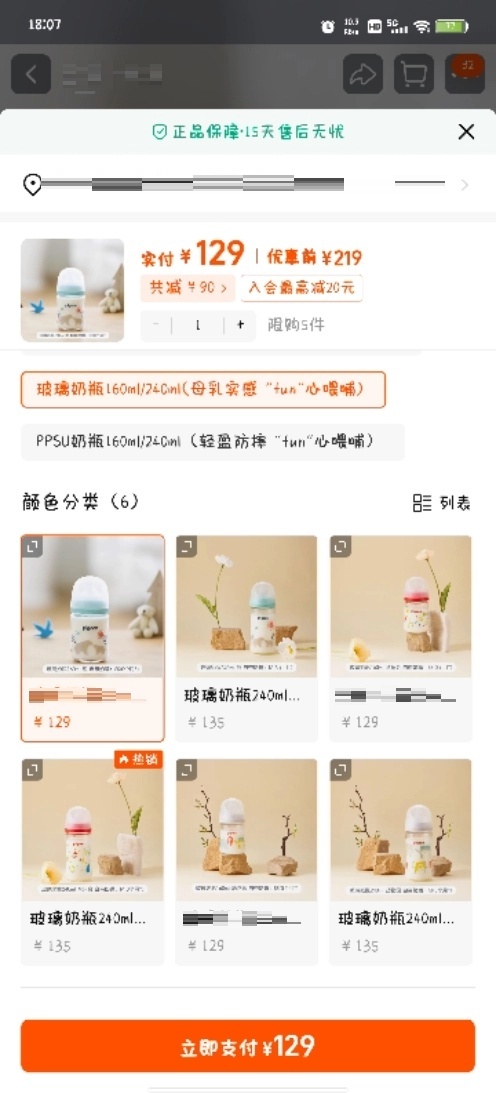 18:07
正品保障·15天售后无忧
实付 ¥129 | 优惠前 ¥219
共减 ¥90 >
入会最高减20元
- 1 + 限购5件
玻璃奶瓶160ml/240ml(母乳实感 "fun"心喂哺)
PPSU奶瓶160ml/240ml (轻盈防摔 "fun"心喂哺)
颜色分类 (6)
列表
玻璃奶瓶240ml...
¥129
¥135
¥129
热销
玻璃奶瓶240ml...
玻璃奶瓶240ml...
¥135
¥129
¥135
立即支付 ¥129